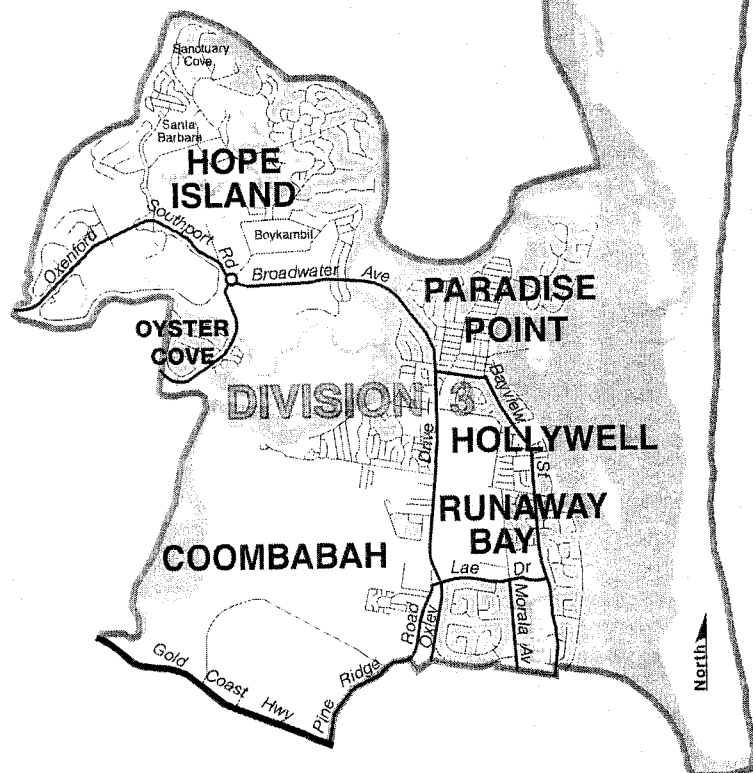 Sanctuary
Cove
Santa
Barbara
HOPE
ISLAND
Southport Rd
Oxenford
Boykambil
Broadwater Ave
PARADISE
POINT
OYSTER
COVE
DIVISION 3
Bayview St
HOLLYWELL
Drive
RUNAWAY
BAY
COOMBABAH
Lae Dr
Morala Av
Oxley
Pine Ridge Road
Gold Coast Hwy
North